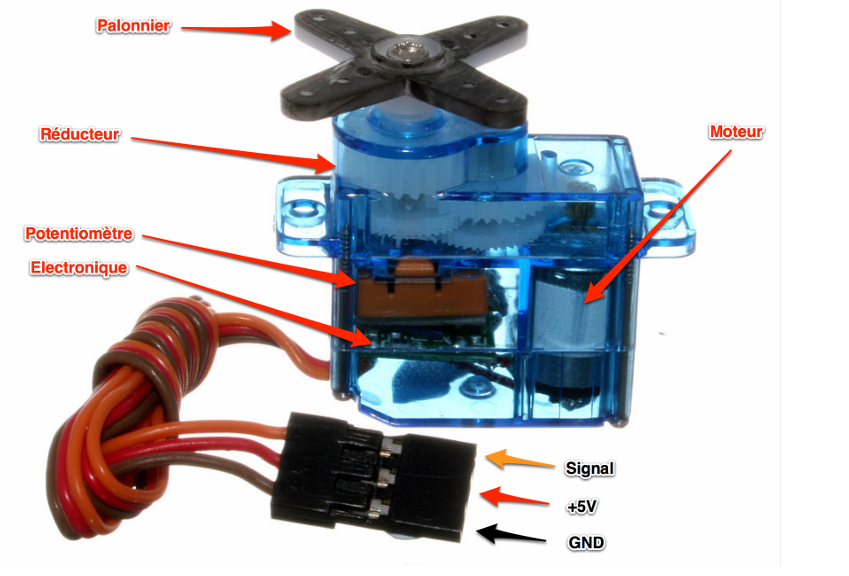 Palonnier
Réducteur
Moteur
Potentiomètre
Electronique
Signal
+5V
GND